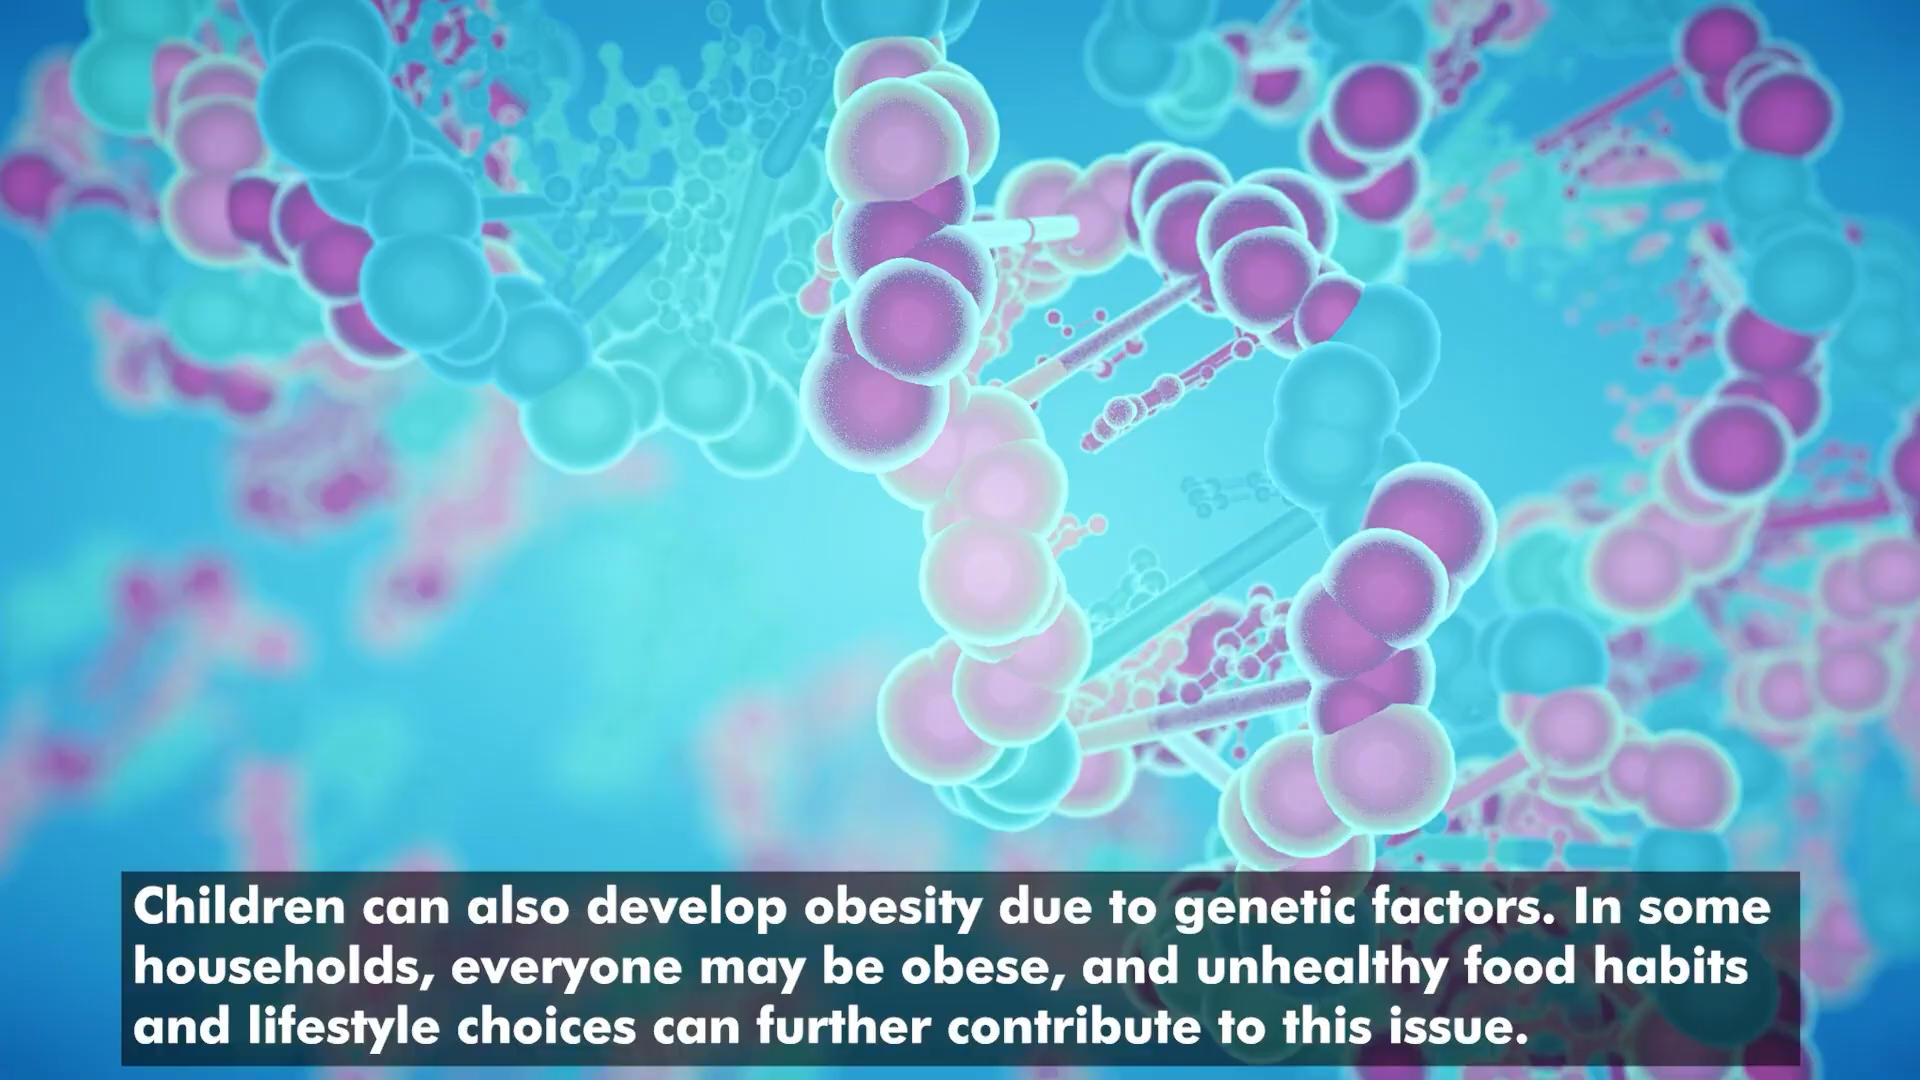 Children can also develop obesity due to genetic factors. In some
households, everyone may be obese, and unhealthy food habits
and lifestyle choices can further contribute to this issue.